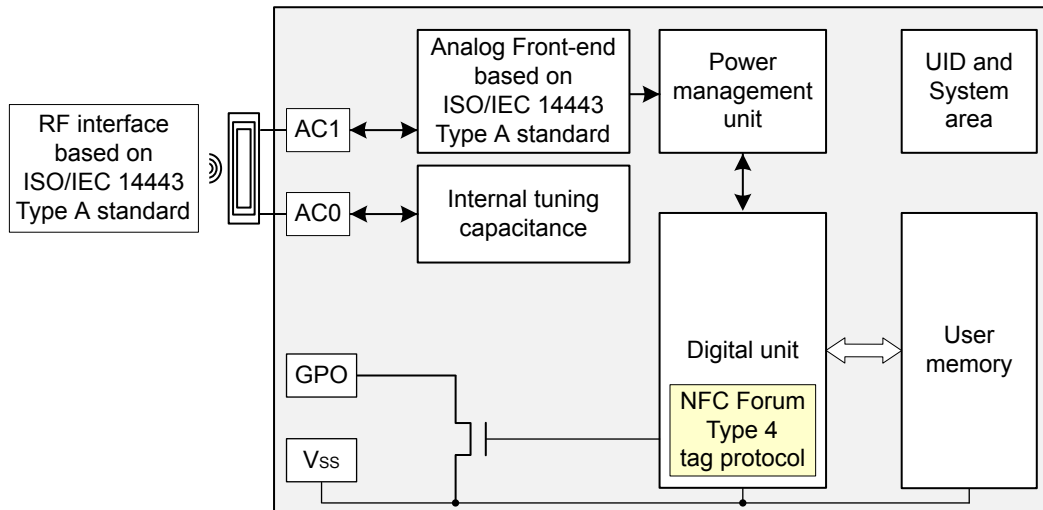 RF interface
based on
ISO/IEC 14443
Type A standard
AC1
AC0
Analog Front-end
based on
ISO/IEC 14443
Type A standard
Internal tuning
capacitance
Power
management
unit
UID and
System
area
Digital unit
NFC Forum
Type 4
tag protocol
User
memory
GPO
VSS